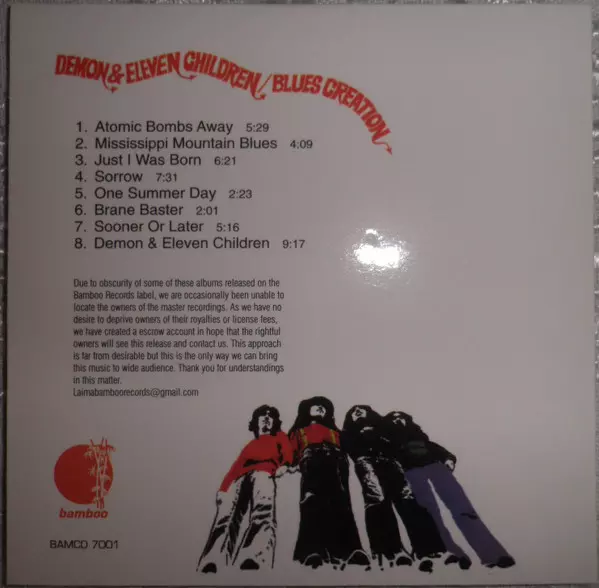 DEMON & ELEVEN CHILDREN / BLUES CREATION
1. Atomic Bombs Away 5:29
2. Mississippi Mountain Blues 4:09
3. Just I Was Born 6:21
4. Sorrow 7:31
5. One Summer Day 2:23
6. Brane Baster 2:01
7. Sooner Or Later 5:16
8. Demon & Eleven Children 9:17
Due to obscurity of some of these albums released on the
Bamboo Records label, we are occasionally been unable to
locate the owners of the master recordings. As we have no
desire to deprive owners of their royalties or license fees,
we have created a escrow account in hope that the rightful
owners will see this release and contact us. This approach
is far from desirable but this is the only way we can bring
this music to wide audience. Thank you for understandings
in this matter.
Laimabamboorecords@gmail.com
bamboo
BAMCD 7001